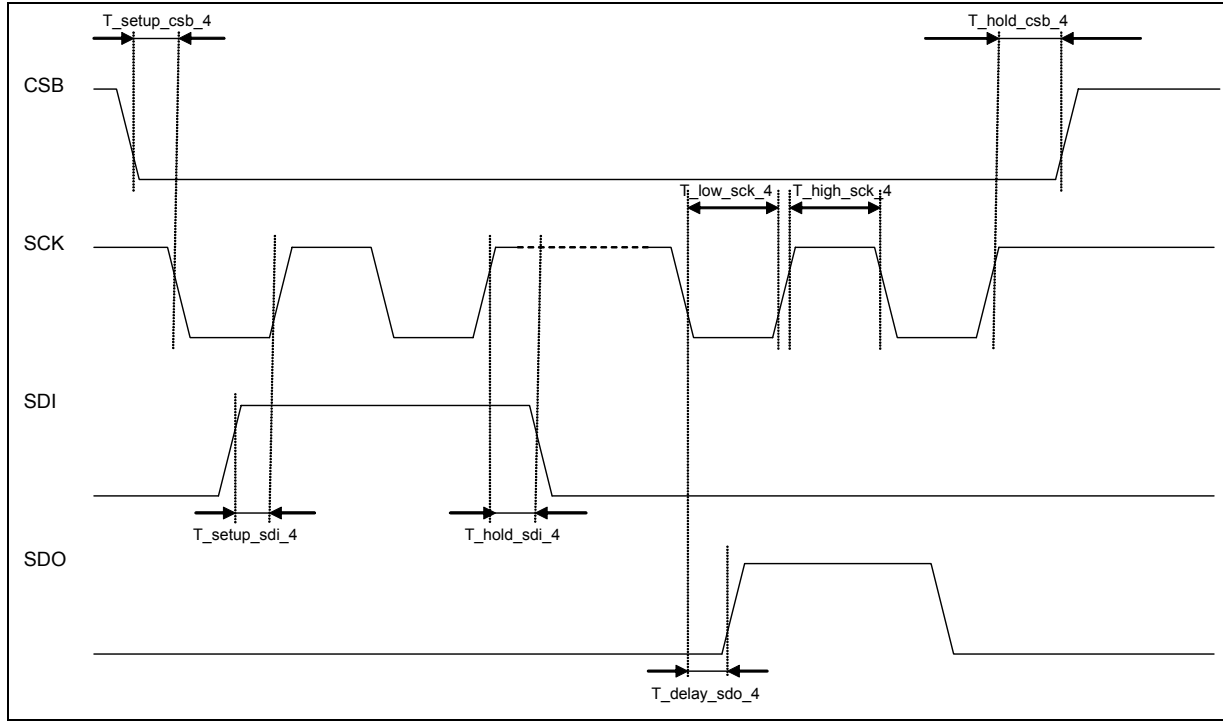 T_setup_csb_4
T_hold_csb_4
CSB
T_low_sck_4
T_high_sck_4
SCK
SDI
T_setup_sdi_4
T_hold_sdi_4
SDO
T_delay_sdo_4